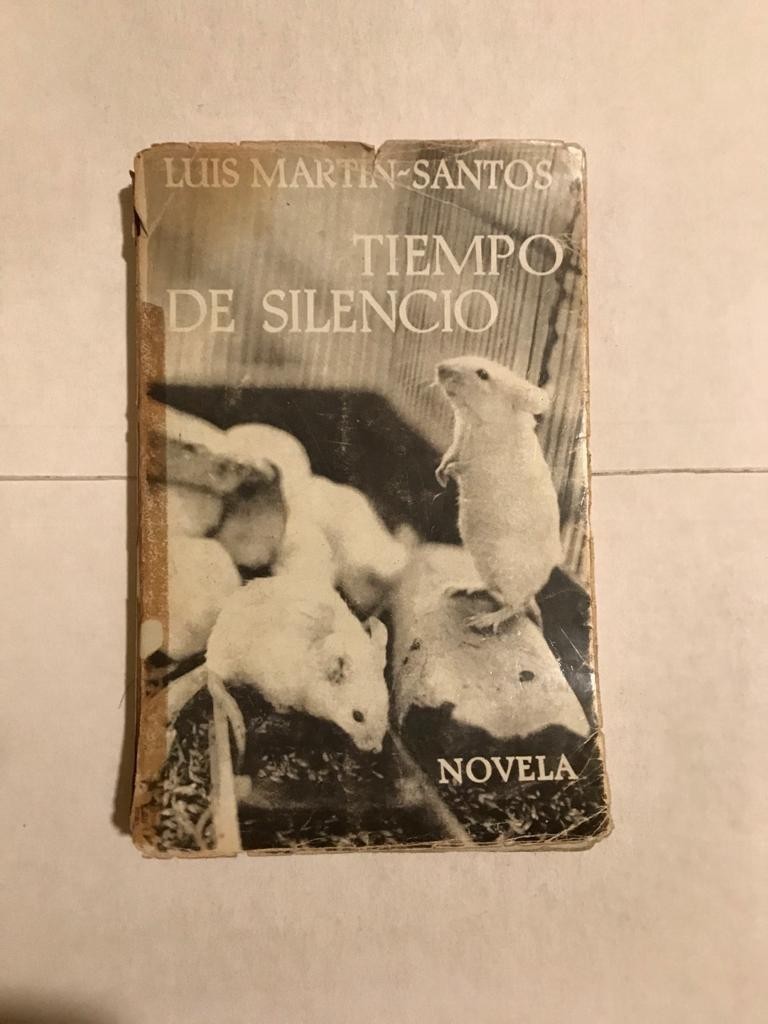 LUIS MARTIN-SANTOS
TIEMPO
DE SILENCIO
NOVELA